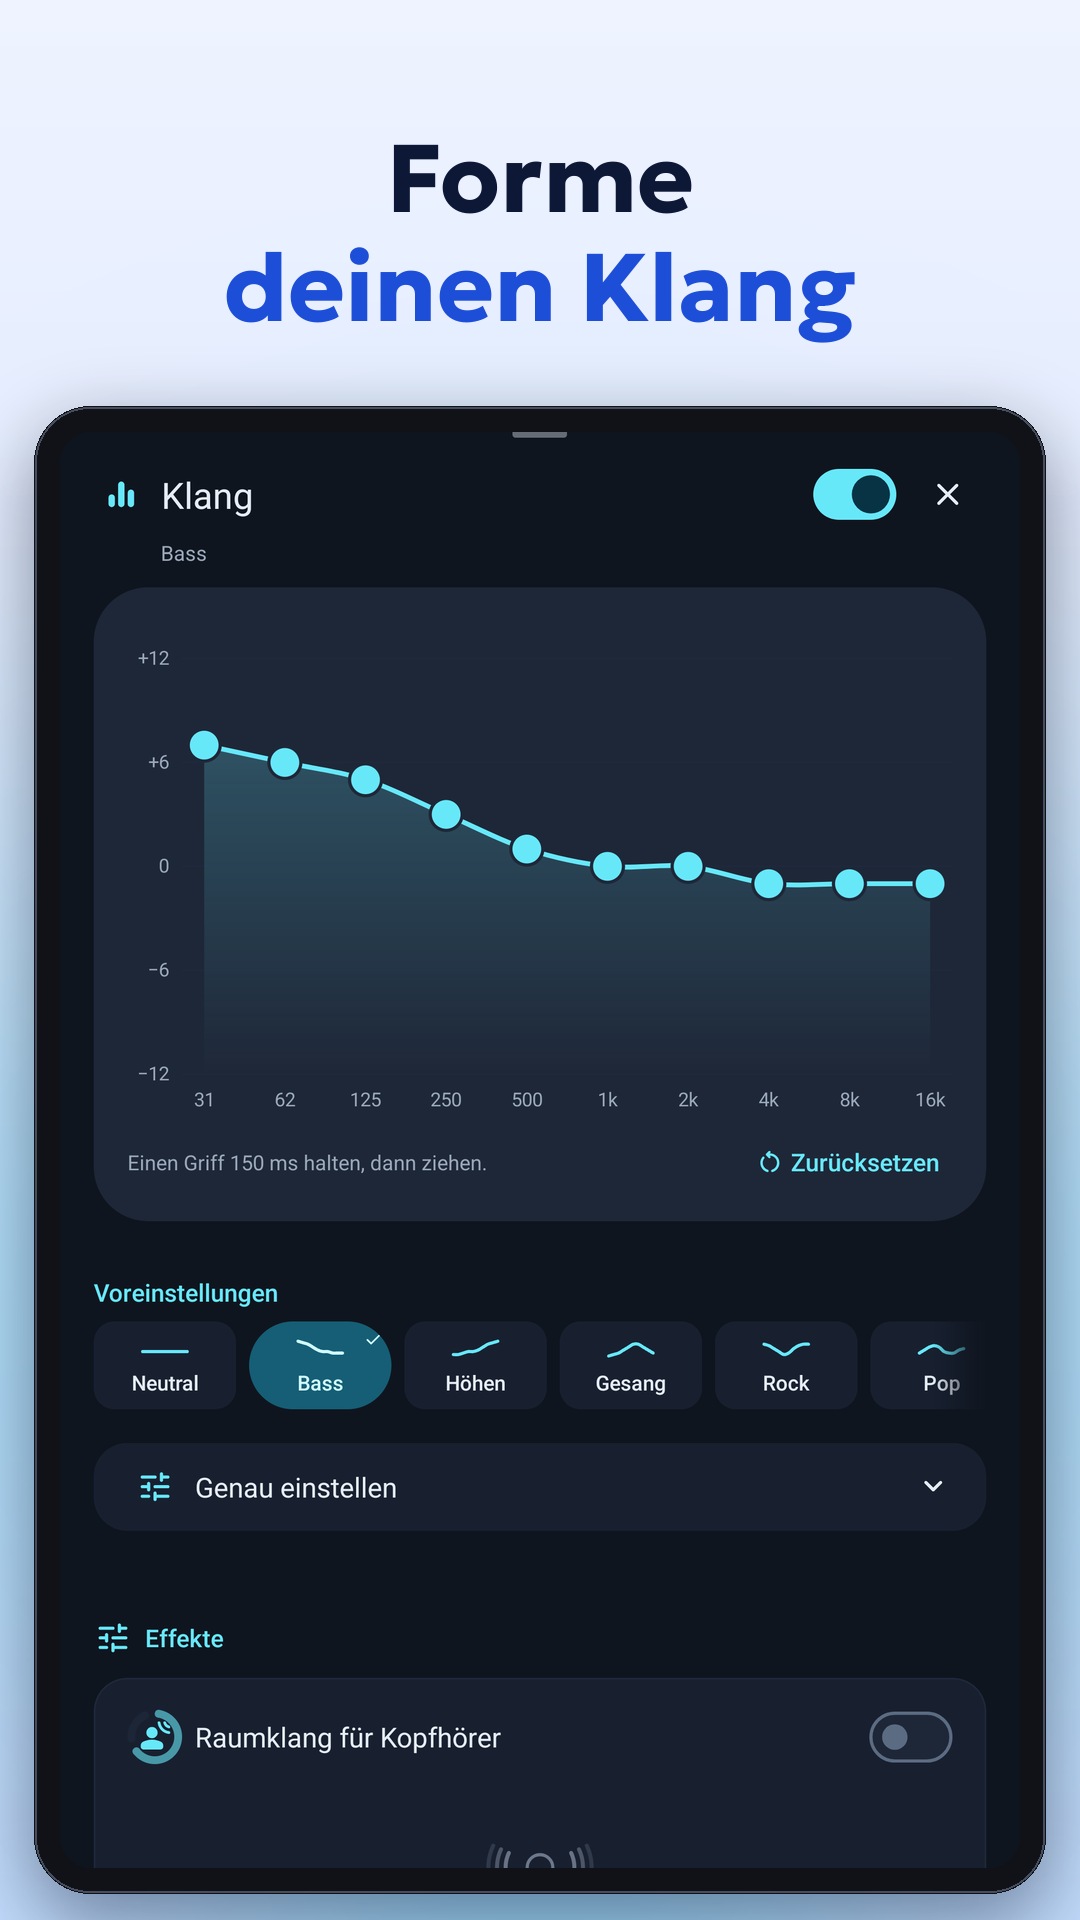 Forme
deinen Klang
Klang
Bass
+12
+6
0
−6
−12
31 62 125 250 500 1k 2k 4k 8k 16k
Einen Griff 150 ms halten, dann ziehen.
Zurücksetzen
Voreinstellungen
Neutral Bass Höhen Gesang Rock Pop
Genau einstellen
Effekte
Raumklang für Kopfhörer